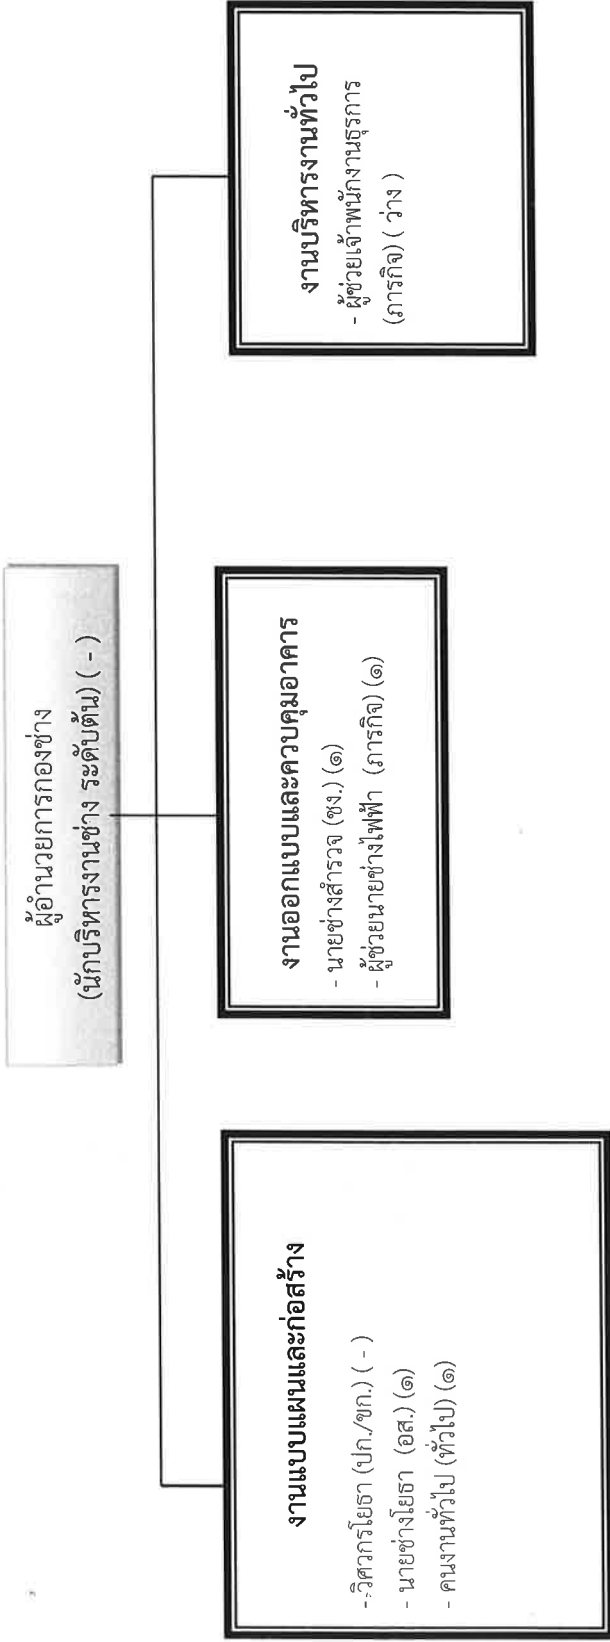 ผู้อำนวยการกองช่าง
(นักบริหารงานช่าง ระดับต้น) ( - )
งานแบบแผนและก่อสร้าง
- วิศวกรโยธา (ปก./ชก.) ( - )
- นายช่างโยธา (อส.) (๑)
- คนงานทั่วไป (ทั่วไป) (๑)
งานออกแบบและควบคุมอาคาร
- นายช่างสำรวจ (ชง.) (๑)
- ผู้ช่วยนายช่างไฟฟ้า (ภารกิจ) (๑)
งานบริหารงานทั่วไป
- ผู้ช่วยเจ้าพนักงานธุรการ
(ภารกิจ) ( ว่าง )